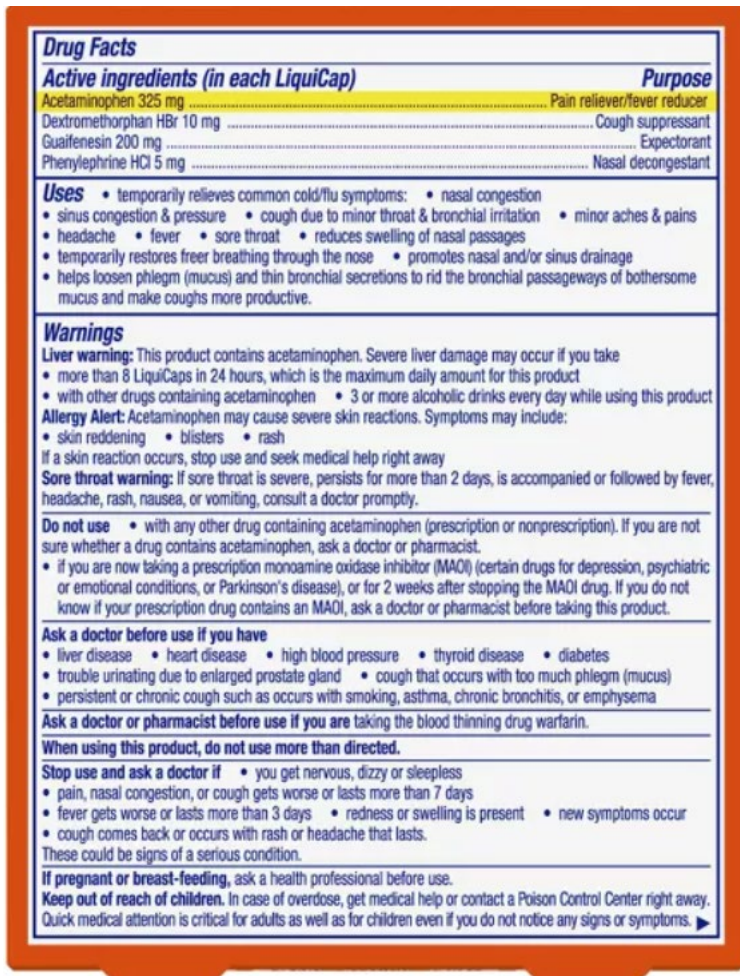 Drug Facts
Active ingredients (in each LiquiCap) Purpose
Acetaminophen 325 mg ........ Pain reliever/fever reducer
Dextromethorphan HBr 10 mg ........ Cough suppressant
Guaifenesin 200 mg ........ Expectorant
Phenylephrine HCl 5 mg ........ Nasal decongestant
Uses • temporarily relieves common cold/flu symptoms: • nasal congestion
• sinus congestion & pressure • cough due to minor throat & bronchial irritation • minor aches & pains
• headache • fever • sore throat • reduces swelling of nasal passages
• temporarily restores freer breathing through the nose • promotes nasal and/or sinus drainage
• helps loosen phlegm (mucus) and thin bronchial secretions to rid the bronchial passageways of bothersome
mucus and make coughs more productive.
Warnings
Liver warning: This product contains acetaminophen. Severe liver damage may occur if you take
• more than 8 LiquiCaps in 24 hours, which is the maximum daily amount for this product
• with other drugs containing acetaminophen • 3 or more alcoholic drinks every day while using this product
Allergy Alert: Acetaminophen may cause severe skin reactions. Symptoms may include:
• skin reddening • blisters • rash
If a skin reaction occurs, stop use and seek medical help right away
Sore throat warning: If sore throat is severe, persists for more than 2 days, is accompanied or followed by fever,
headache, rash, nausea, or vomiting, consult a doctor promptly.
Do not use • with any other drug containing acetaminophen (prescription or nonprescription). If you are not
sure whether a drug contains acetaminophen, ask a doctor or pharmacist.
• if you are now taking a prescription monoamine oxidase inhibitor (MAOI) (certain drugs for depression, psychiatric
or emotional conditions, or Parkinson's disease), or for 2 weeks after stopping the MAOI drug. If you do not
know if your prescription drug contains an MAOI, ask a doctor or pharmacist before taking this product.
Ask a doctor before use if you have
• liver disease • heart disease • high blood pressure • thyroid disease • diabetes
• trouble urinating due to enlarged prostate gland • cough that occurs with too much phlegm (mucus)
• persistent or chronic cough such as occurs with smoking, asthma, chronic bronchitis, or emphysema
Ask a doctor or pharmacist before use if you are taking the blood thinning drug warfarin.
When using this product, do not use more than directed.
Stop use and ask a doctor if • you get nervous, dizzy or sleepless
• pain, nasal congestion, or cough gets worse or lasts more than 7 days
• fever gets worse or lasts more than 3 days • redness or swelling is present • new symptoms occur
• cough comes back or occurs with rash or headache that lasts.
These could be signs of a serious condition.
If pregnant or breast-feeding, ask a health professional before use.
Keep out of reach of children. In case of overdose, get medical help or contact a Poison Control Center right away.
Quick medical attention is critical for adults as well as for children even if you do not notice any signs or symptoms. ►